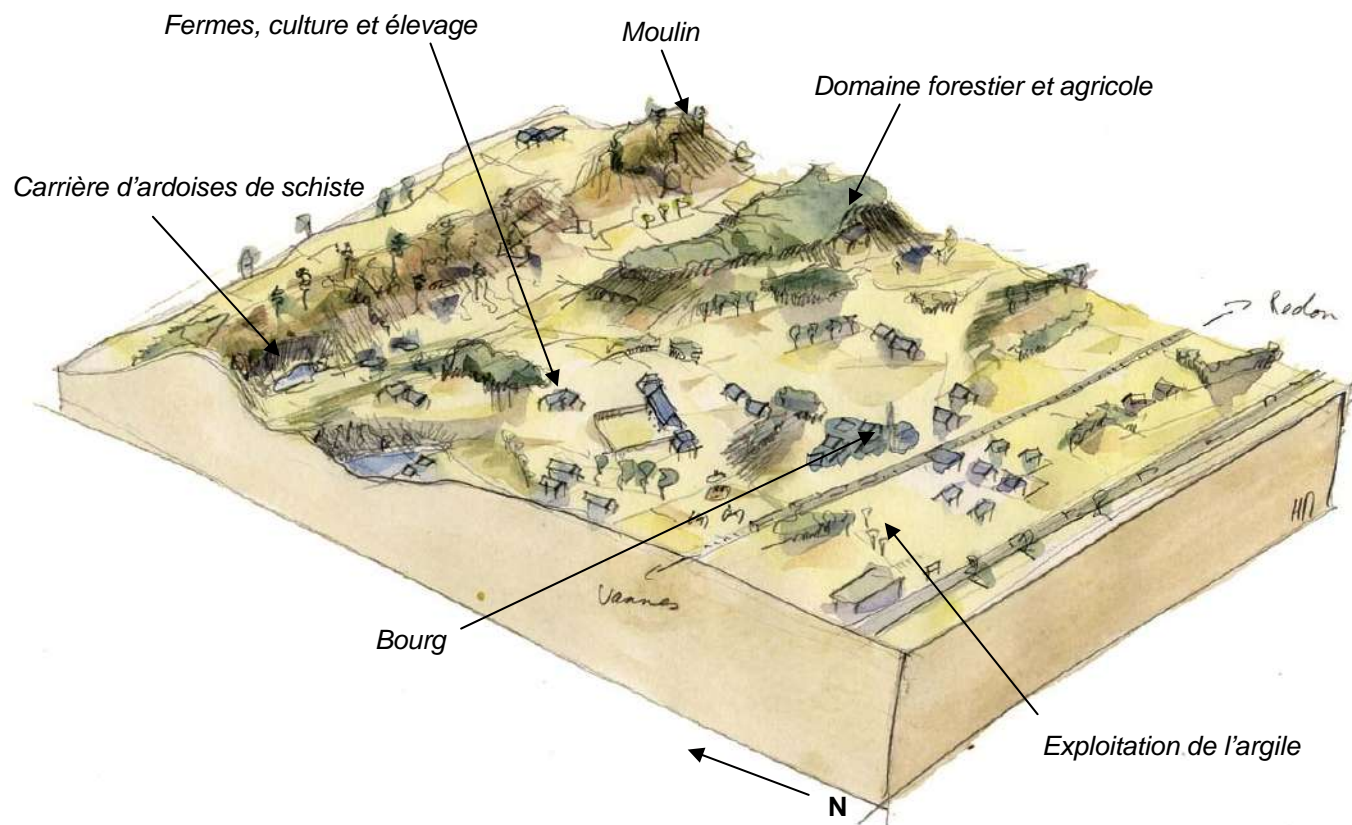 Fermes, culture et élevage
Moulin
Domaine forestier et agricole
Carrière d'ardoises de schiste
Redon
HN
Vannes
Bourg
Exploitation de l'argile
N